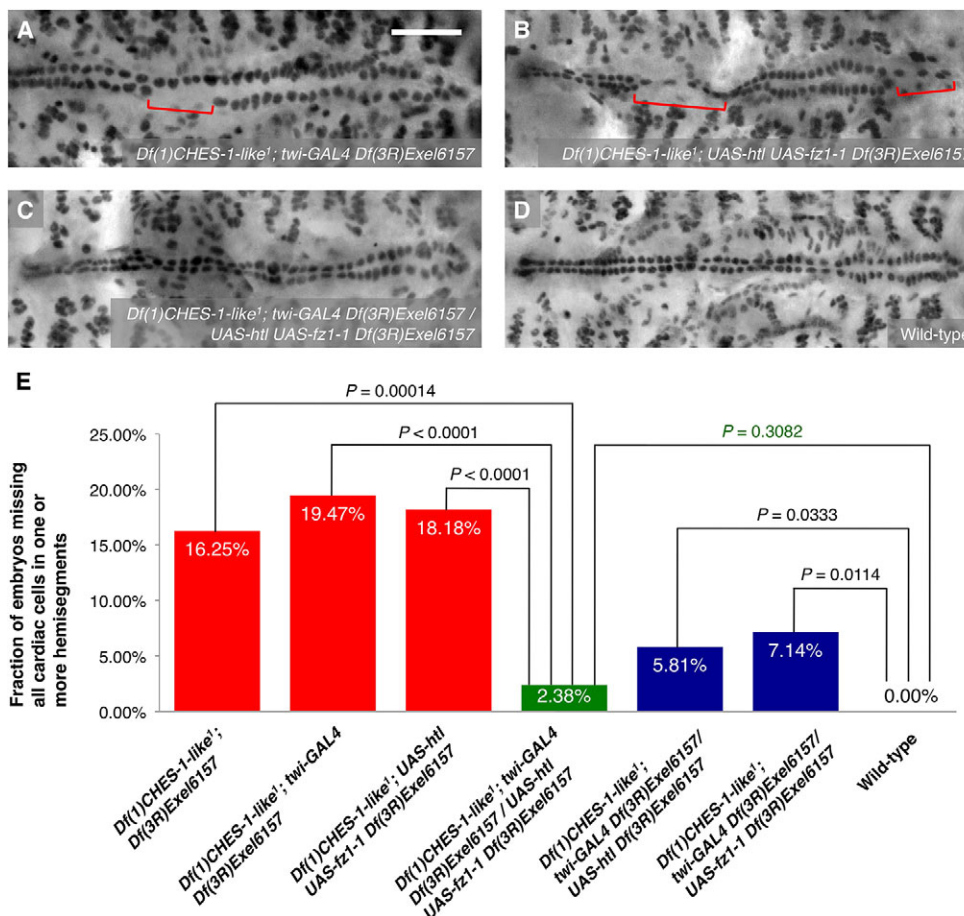 A
Df(1)CHES-1-like¹; twi-GAL4 Df(3R)Exel6157
B
Df(1)CHES-1-like¹; UAS-htl UAS-fz1-1 Df(3R)Exel6157
C
Df(1)CHES-1-like¹; twi-GAL4 Df(3R)Exel6157 /
UAS-htl UAS-fz1-1 Df(3R)Exel6157
D
Wild-type
E
P = 0.00014
P < 0.0001
P < 0.0001
P = 0.3082
P = 0.0333
P = 0.0114
Fraction of embryos missing
all cardiac cells in one or
more hemisegments
25.00%
20.00%
15.00%
10.00%
5.00%
0.00%
16.25%
19.47%
18.18%
2.38%
5.81%
7.14%
0.00%
Df(1)CHES-1-like¹;
Df(3R)Exel6157
Df(1)CHES-1-like¹; twi-GAL4
Df(3R)Exel6157
Df(1)CHES-1-like¹; UAS-htl
UAS-fz1-1 Df(3R)Exel6157
Df(1)CHES-1-like¹; twi-GAL4
Df(3R)Exel6157 / UAS-htl
UAS-fz1-1 Df(3R)Exel6157
Df(1)CHES-1-like¹;
twi-GAL4 Df(3R)Exel6157/
UAS-htl Df(3R)Exel6157
Df(1)CHES-1-like¹;
twi-GAL4 Df(3R)Exel6157/
UAS-fz1-1 Df(3R)Exel6157
Wild-type